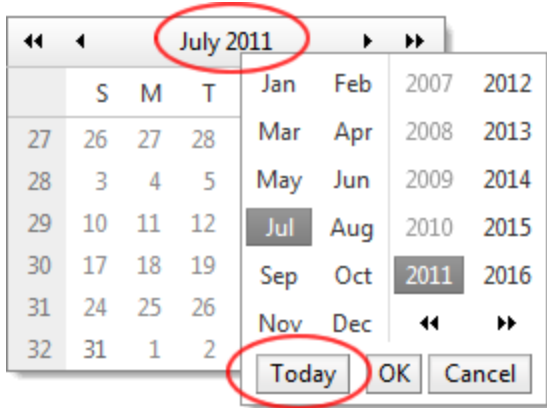 July 2011
S M T
27 26 27 28
28 3 4 5
29 10 11 12
30 17 18 19
31 24 25 26
32 31 1 2
Jan Feb 2007 2012
Mar Apr 2008 2013
May Jun 2009 2014
Jul Aug 2010 2015
Sep Oct 2011 2016
Nov Dec
Today OK Cancel